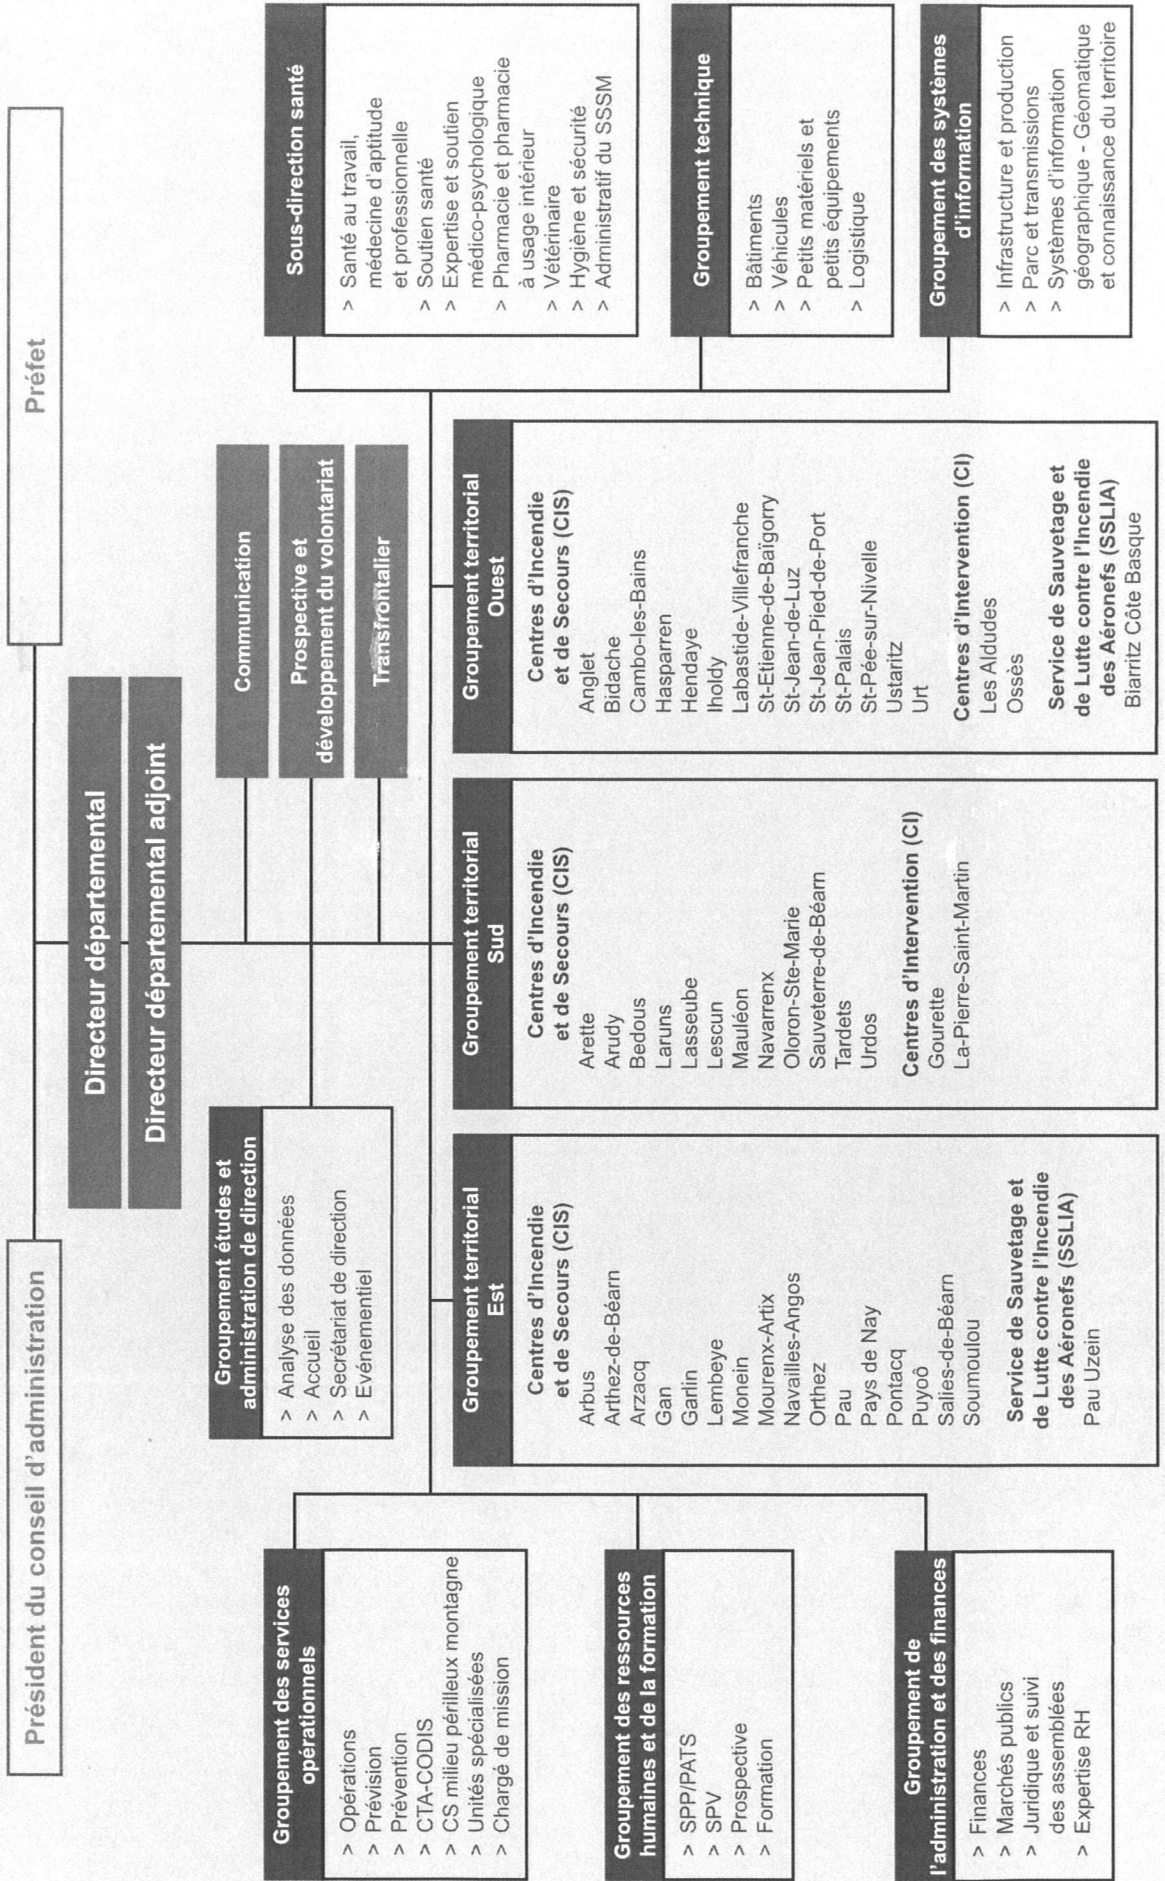 Président du conseil d'administration
Préfet
Directeur départemental
Directeur départemental adjoint
Groupement études et
administration de direction
> Analyse des données
> Accueil
> Secrétariat de direction
> Evénementiel
Communication
Prospective et
développement du volontariat
Transfrontalier
Groupement des services
opérationnels
> Opérations
> Prévision
> Prévention
> CTA-CODIS
> CS milieu périlleux montagne
> Unités spécialisées
> Chargé de mission
Groupement des ressources
humaines et de la formation
> SPP/PATS
> SPV
> Prospective
> Formation
Groupement de
l'administration et des finances
> Finances
> Marchés publics
> Juridique et suivi
des assemblées
> Expertise RH
Groupement territorial
Est
Centres d'Incendie
et de Secours (CIS)
Arbus
Arthez-de-Béarn
Arzacq
Gan
Garlin
Lembeye
Monein
Mourenx-Artix
Navailles-Angos
Orthez
Pau
Pays de Nay
Pontacq
Puyoô
Salies-de-Béarn
Soumoulou
Service de Sauvetage et
de Lutte contre l'Incendie
des Aéronefs (SSLIA)
Pau Uzein
Groupement territorial
Sud
Centres d'Incendie
et de Secours (CIS)
Arette
Arudy
Bedous
Laruns
Lasseube
Lescun
Mauléon
Navarrenx
Oloron-Ste-Marie
Sauveterre-de-Béarn
Tardets
Urdos
Centres d'Intervention (CI)
Gourette
La-Pierre-Saint-Martin
Groupement territorial
Ouest
Centres d'Incendie
et de Secours (CIS)
Anglet
Bidache
Cambo-les-Bains
Hasparren
Hendaye
Iholdy
Labastide-Villefranche
St-Etienne-de-Baïgorry
St-Jean-de-Luz
St-Jean-Pied-de-Port
St-Palais
St-Pée-sur-Nivelle
Ustaritz
Urt
Centres d'Intervention (CI)
Les Aldudes
Ossès
Service de Sauvetage et
de Lutte contre l'Incendie
des Aéronefs (SSLIA)
Biarritz Côte Basque
Sous-direction santé
> Santé au travail,
médecine d'aptitude
et professionnelle
> Soutien santé
> Expertise et soutien
médico-psychologique
> Pharmacie et pharmacie
à usage intérieur
> Vétérinaire
> Hygiène et sécurité
> Administratif du SSSM
Groupement technique
> Bâtiments
> Véhicules
> Petits matériels et
petits équipements
> Logistique
Groupement des systèmes
d'information
> Infrastructure et production
> Parc et transmissions
> Systèmes d'information
géographique - Géomatique
et connaissance du territoire